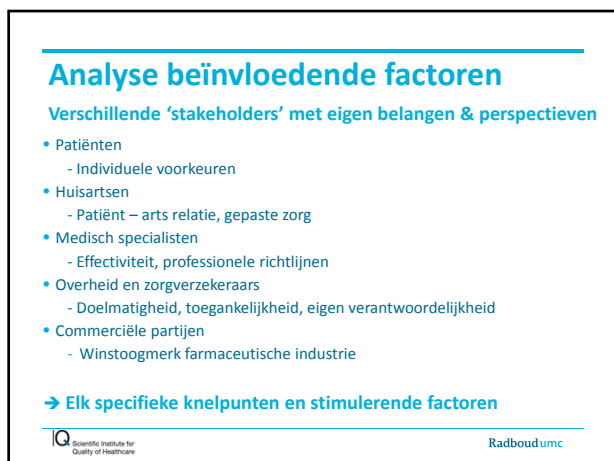 Analyse beïnvloedende factoren
Verschillende ‘stakeholders’ met eigen belangen & perspectieven
• Patiënten
- Individuele voorkeuren
• Huisartsen
- Patiënt – arts relatie, gepaste zorg
• Medisch specialisten
- Effectiviteit, professionele richtlijnen
• Overheid en zorgverzekeraars
- Doelmatigheid, toegankelijkheid, eigen verantwoordelijkheid
• Commerciële partijen
- Winstoogmerk farmaceutische industrie
➔ Elk specifieke knelpunten en stimulerende factoren
IQ Scientific Institute for
Quality of Healthcare
Radboudumc